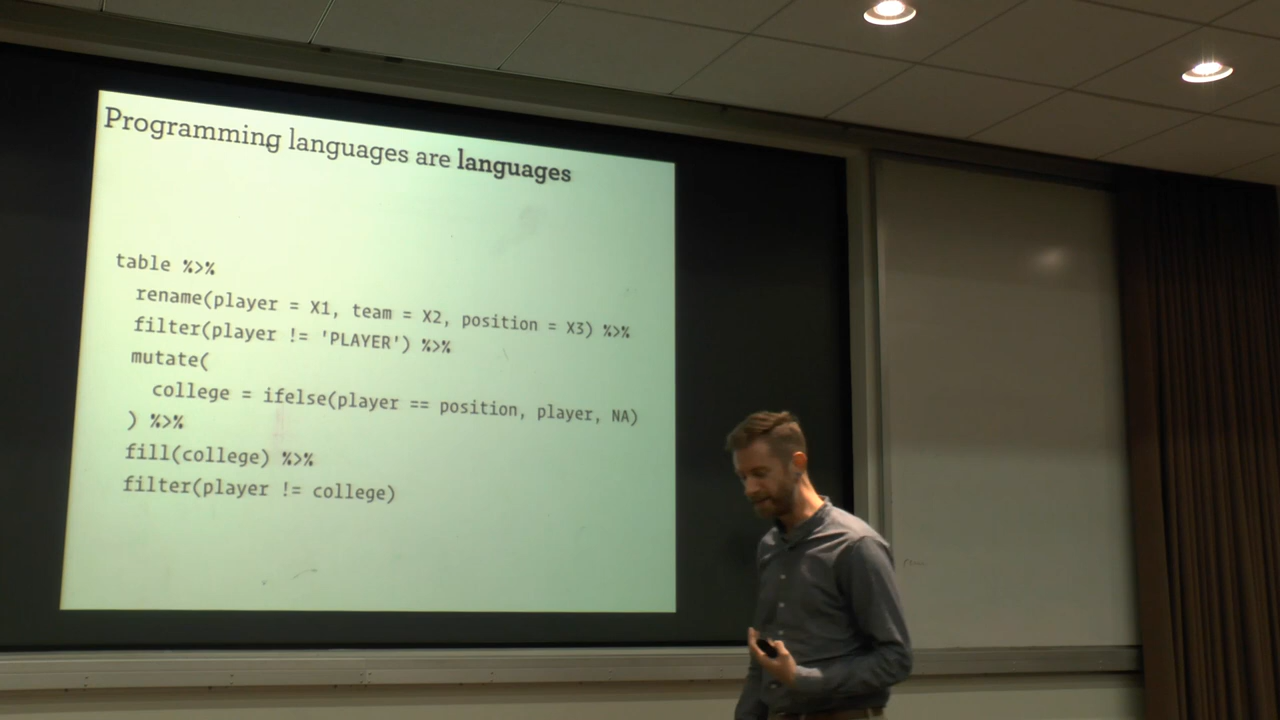 Programming languages are languages
table %>%
rename(player = X1, team = X2, position = X3) %>%
filter(player != 'PLAYER') %>%
mutate(
college = ifelse(player == position, player, NA)
) %>%
fill(college) %>%
filter(player != college)